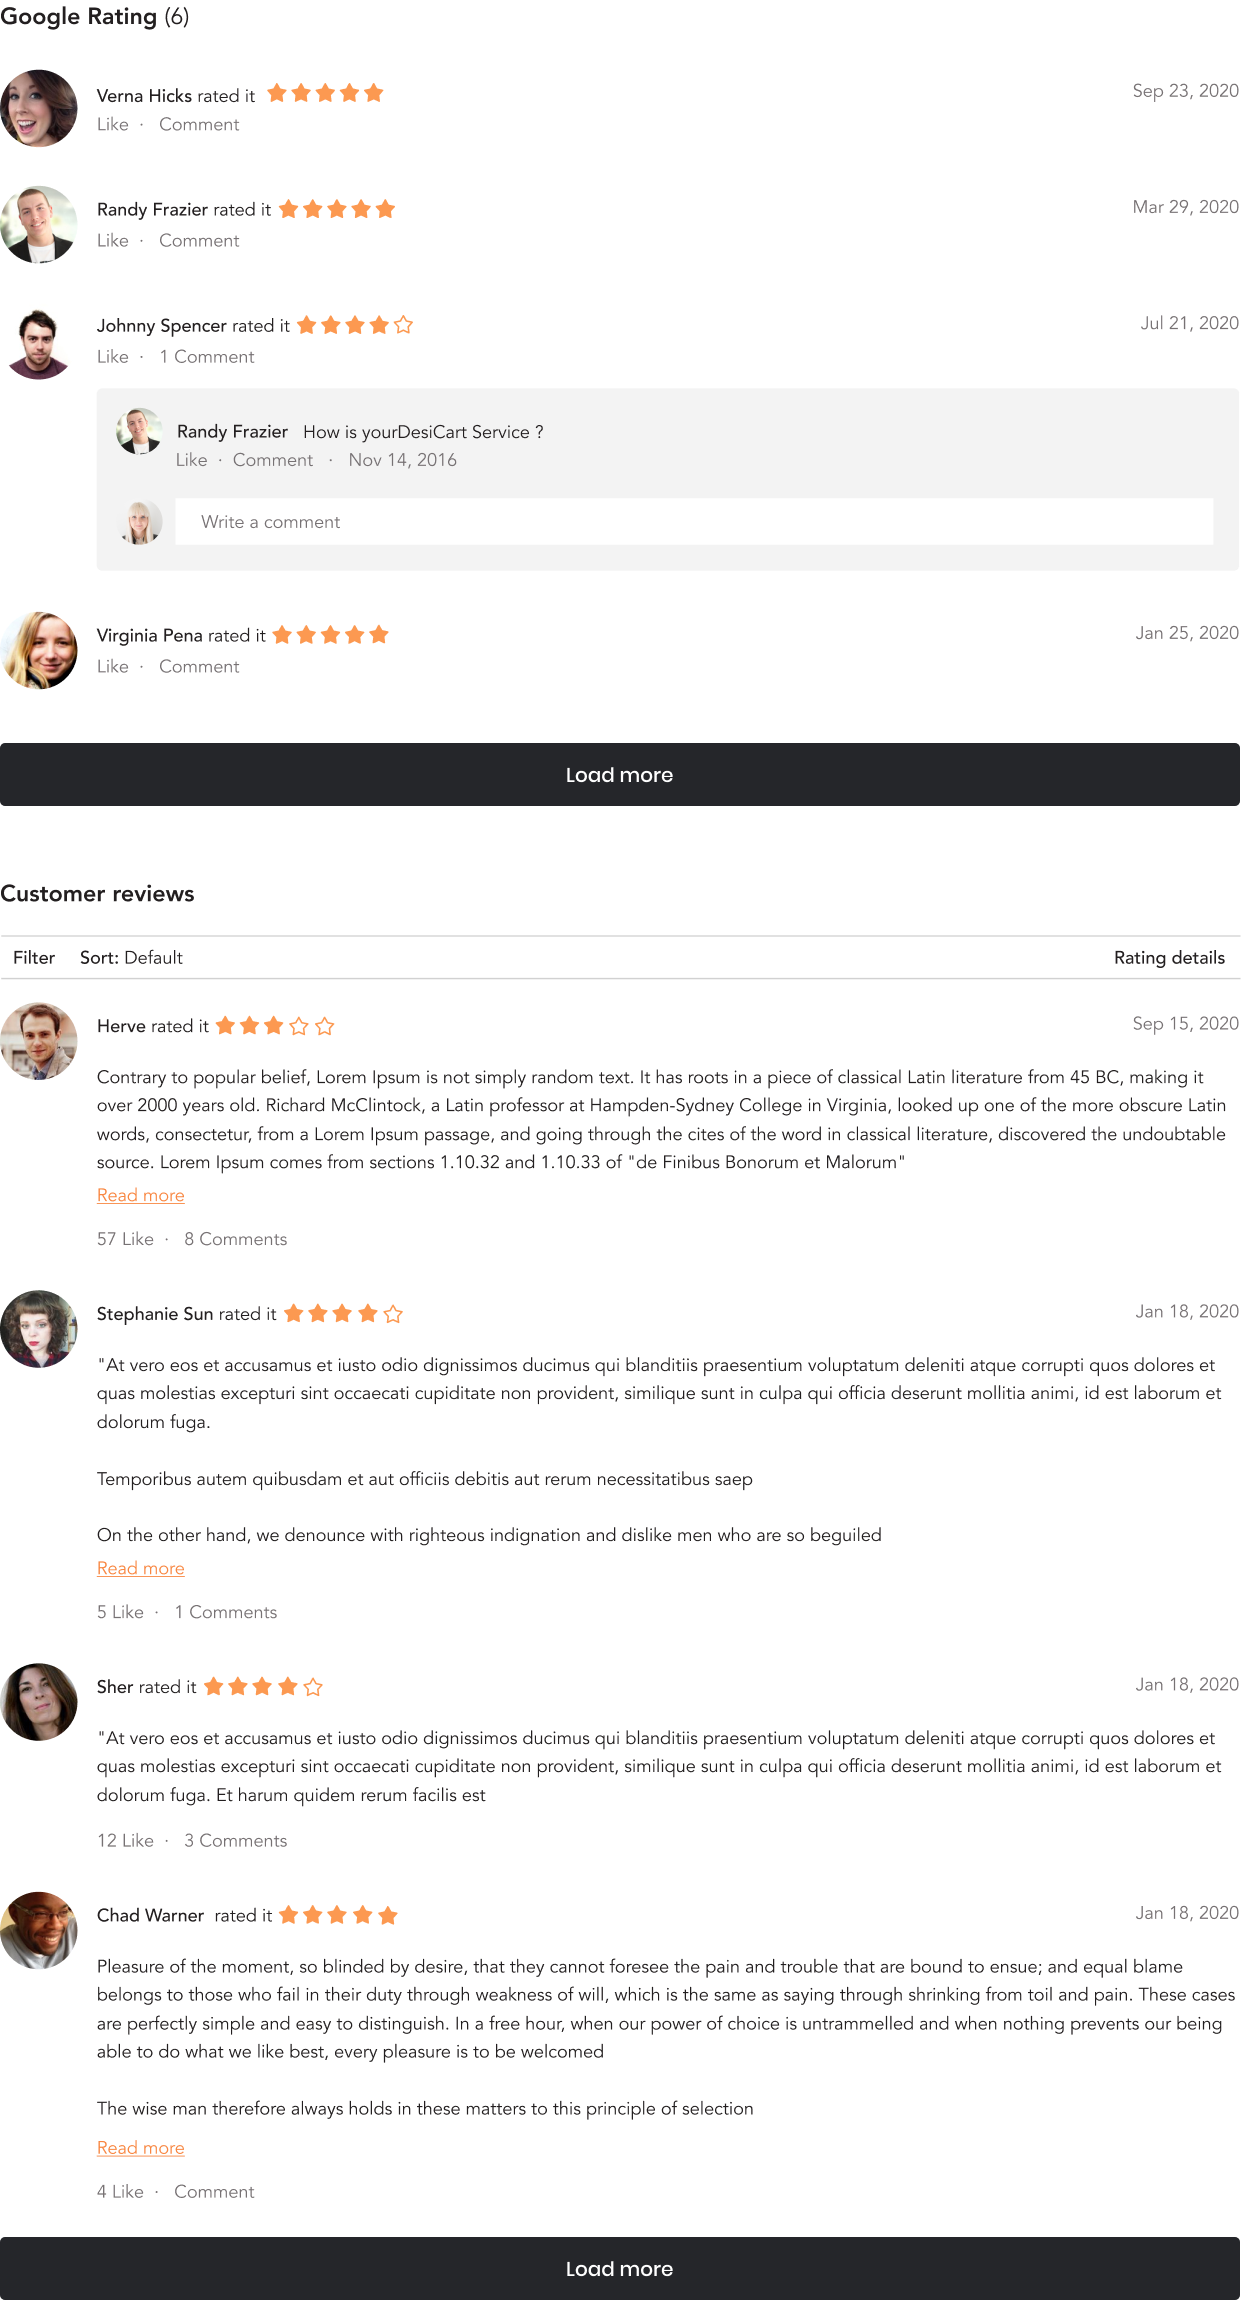 Google Rating (6)
Verna Hicks rated it
Sep 23, 2020
Like · Comment
Randy Frazier rated it
Mar 29, 2020
Like · Comment
Johnny Spencer rated it
Jul 21, 2020
Like · 1 Comment
Randy Frazier How is yourDesiCart Service ?
Like · Comment · Nov 14, 2016
Write a comment
Virginia Pena rated it
Jan 25, 2020
Like · Comment
Load more
Customer reviews
Filter Sort: Default Rating details
Herve rated it
Sep 15, 2020
Contrary to popular belief, Lorem Ipsum is not simply random text. It has roots in a piece of classical Latin literature from 45 BC, making it
over 2000 years old. Richard McClintock, a Latin professor at Hampden-Sydney College in Virginia, looked up one of the more obscure Latin
words, consectetur, from a Lorem Ipsum passage, and going through the cites of the word in classical literature, discovered the undoubtable
source. Lorem Ipsum comes from sections 1.10.32 and 1.10.33 of "de Finibus Bonorum et Malorum"
Read more
57 Like · 8 Comments
Stephanie Sun rated it
Jan 18, 2020
"At vero eos et accusamus et iusto odio dignissimos ducimus qui blanditiis praesentium voluptatum deleniti atque corrupti quos dolores et
quas molestias excepturi sint occaecati cupiditate non provident, similique sunt in culpa qui officia deserunt mollitia animi, id est laborum et
dolorum fuga.
Temporibus autem quibusdam et aut officiis debitis aut rerum necessitatibus saep
On the other hand, we denounce with righteous indignation and dislike men who are so beguiled
Read more
5 Like · 1 Comments
Sher rated it
Jan 18, 2020
"At vero eos et accusamus et iusto odio dignissimos ducimus qui blanditiis praesentium voluptatum deleniti atque corrupti quos dolores et
quas molestias excepturi sint occaecati cupiditate non provident, similique sunt in culpa qui officia deserunt mollitia animi, id est laborum et
dolorum fuga. Et harum quidem rerum facilis est
12 Like · 3 Comments
Chad Warner rated it
Jan 18, 2020
Pleasure of the moment, so blinded by desire, that they cannot foresee the pain and trouble that are bound to ensue; and equal blame
belongs to those who fail in their duty through weakness of will, which is the same as saying through shrinking from toil and pain. These cases
are perfectly simple and easy to distinguish. In a free hour, when our power of choice is untrammelled and when nothing prevents our being
able to do what we like best, every pleasure is to be welcomed
The wise man therefore always holds in these matters to this principle of selection
Read more
4 Like · Comment
Load more